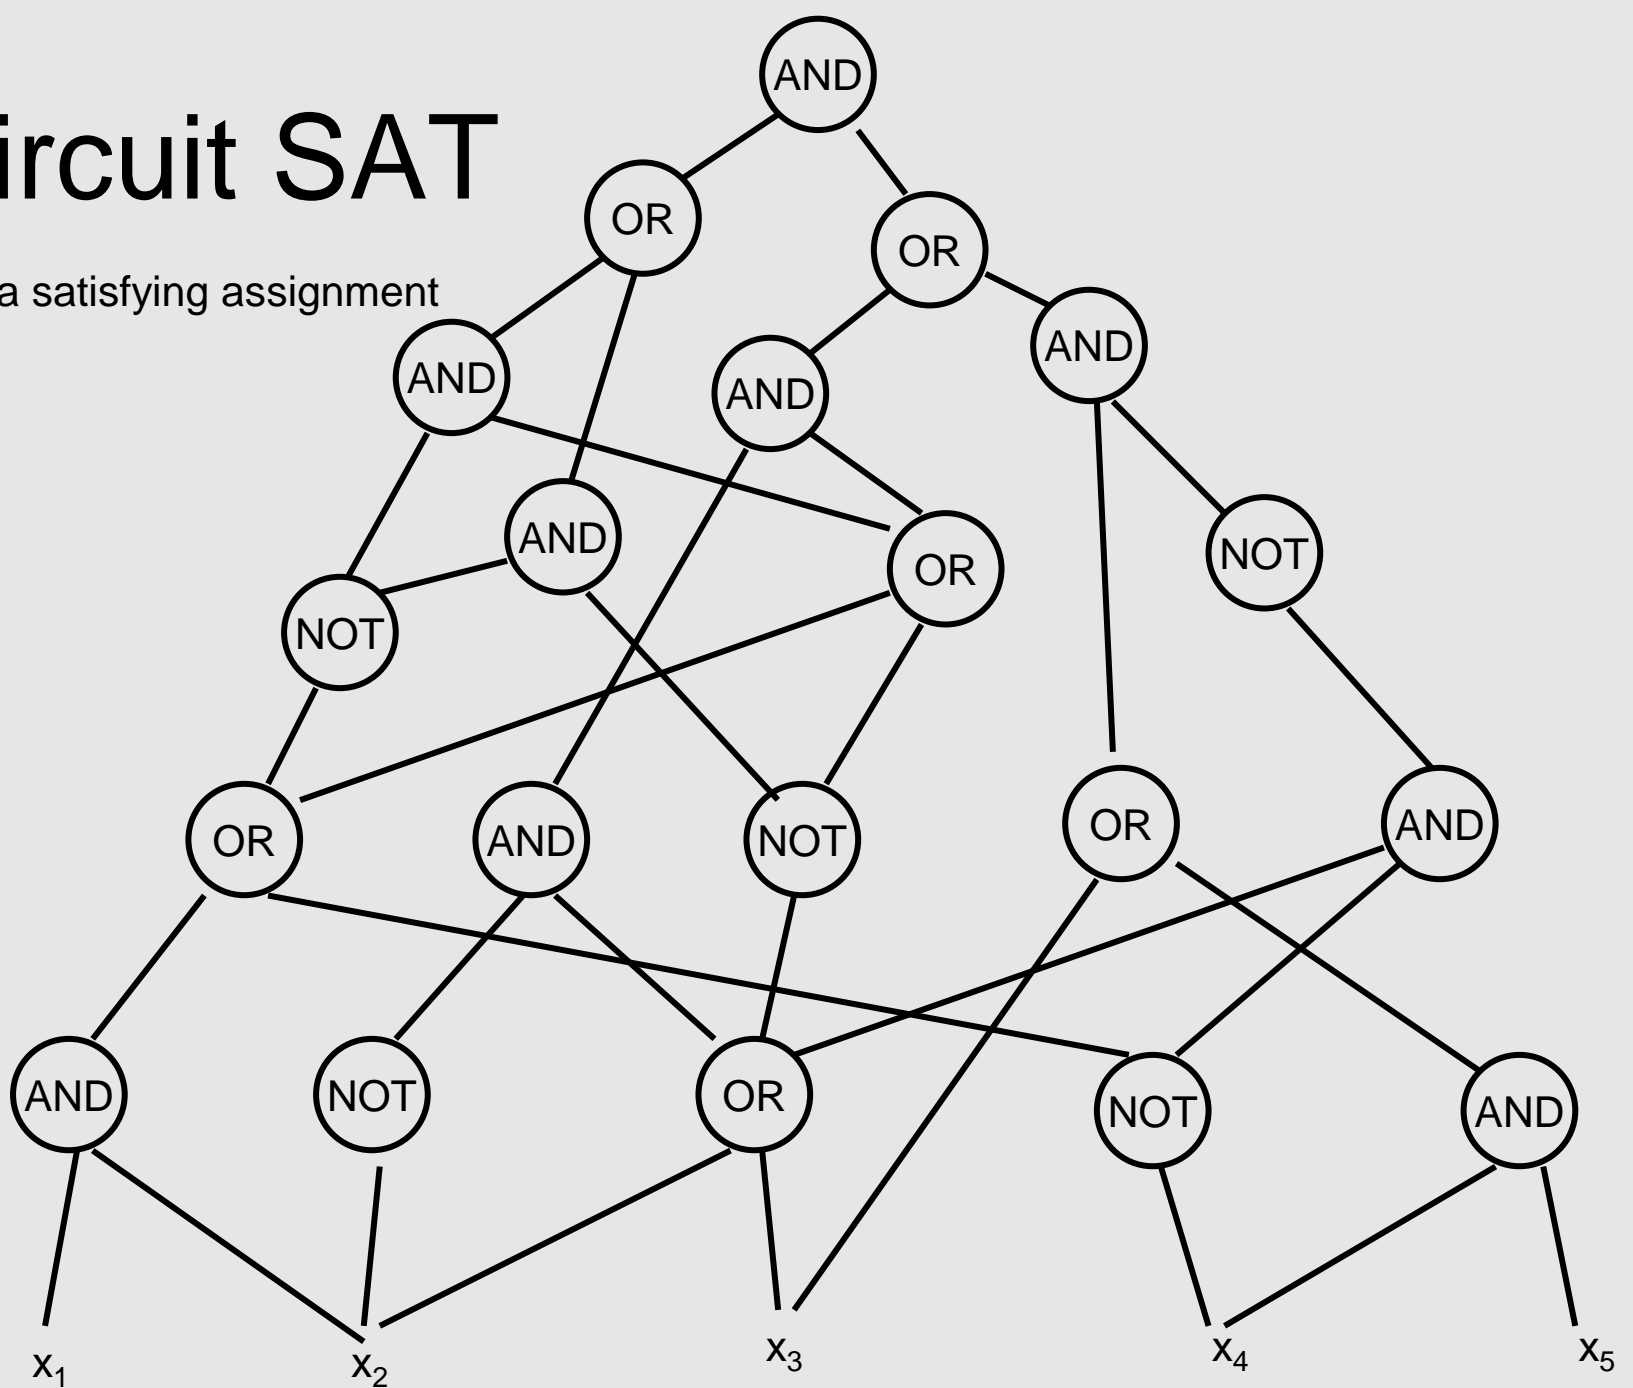 AND
ircuit SAT
OR
OR
a satisfying assignment
AND
AND
AND
AND
OR
NOT
NOT
OR
AND
NOT
OR
AND
AND
NOT
OR
NOT
AND
x₁
x₂
x₃
x₄
x₅